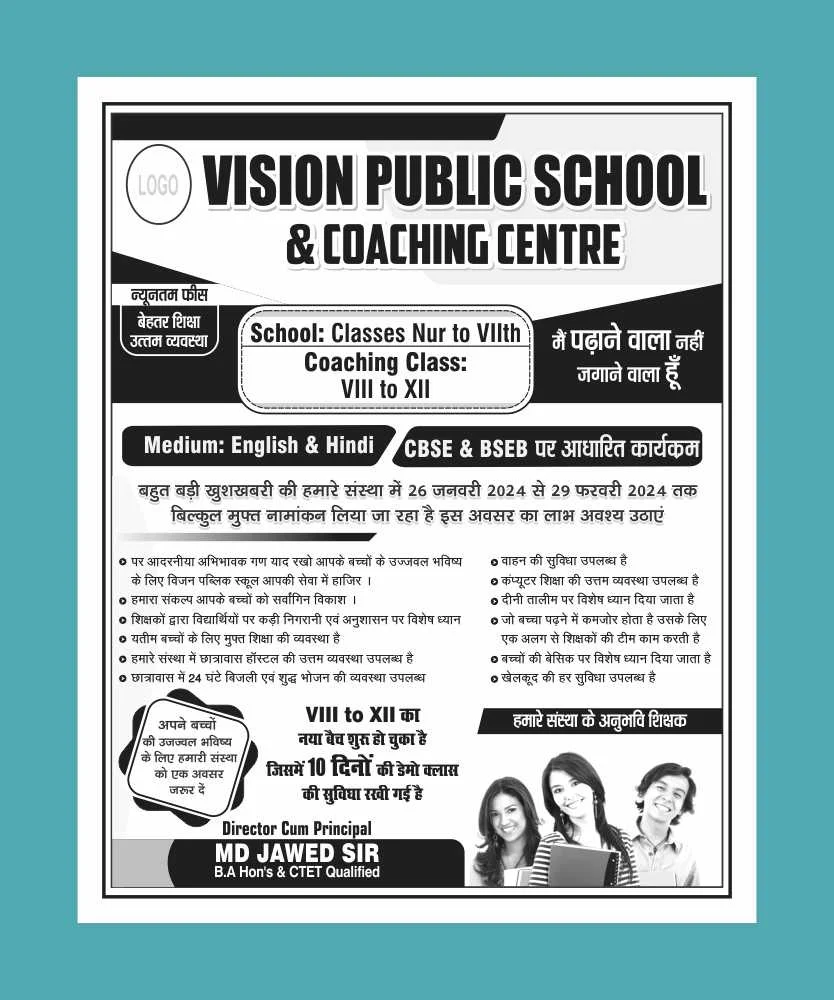 LOGO
VISION PUBLIC SCHOOL
& COACHING CENTRE
न्यूनतम फीस
बेहतर शिक्षा
उत्तम व्यवस्था
School: Classes Nur to VIIth
Coaching Class:
VIII to XII
मैं पढ़ाने वाला नहीं
जगाने वाला हूँ
Medium: English & Hindi
CBSE & BSEB पर आधारित कार्यक्रम
बहुत बड़ी खुशखबरी की हमारे संस्था में 26 जनवरी 2024 से 29 फरवरी 2024 तक
बिल्कुल मुफ्त नामांकन लिया जा रहा है इस अवसर का लाभ अवश्य उठाएं
पर आदरनीया अभिभावक गण याद रखो आपके बच्चों के उज्जवल भविष्य
के लिए विजन पब्लिक स्कूल आपकी सेवा में हाजिर ।
हमारा संकल्प आपके बच्चों को सर्वांगिन विकाश ।
शिक्षकों द्वारा विद्यार्थियों पर कड़ी निगरानी एवं अनुशासन पर विशेष ध्यान
यतीम बच्चों के लिए मुफ्त शिक्षा की व्यवस्था है
हमारे संस्था में छात्रावास हॉस्टल की उत्तम व्यवस्था उपलब्ध है
छात्रावास में 24 घंटे बिजली एवं शुद्ध भोजन की व्यवस्था उपलब्ध
वाहन की सुविधा उपलब्ध है
कंप्यूटर शिक्षा की उत्तम व्यवस्था उपलब्ध है
दीनी तालीम पर विशेष ध्यान दिया जाता है
जो बच्चा पढ़ने में कमजोर होता है उसके लिए
एक अलग से शिक्षकों की टीम काम करती है
बच्चों की बेसिक पर विशेष ध्यान दिया जाता है
खेलकूद की हर सुविधा उपलब्ध है
अपने बच्चों
की उजज्वल भविष्य
के लिए हमारी संस्था
को एक अवसर
जरूर दें
VIII to XII का
नया बैच शुरू हो चुका है
जिसमें 10 दिनों की डेमो क्लास
की सुविधा रखी गई है
हमारे संस्था के अनुभवि शिक्षक
Director Cum Principal
MD JAWED SIR
B.A Hon's & CTET Qualified